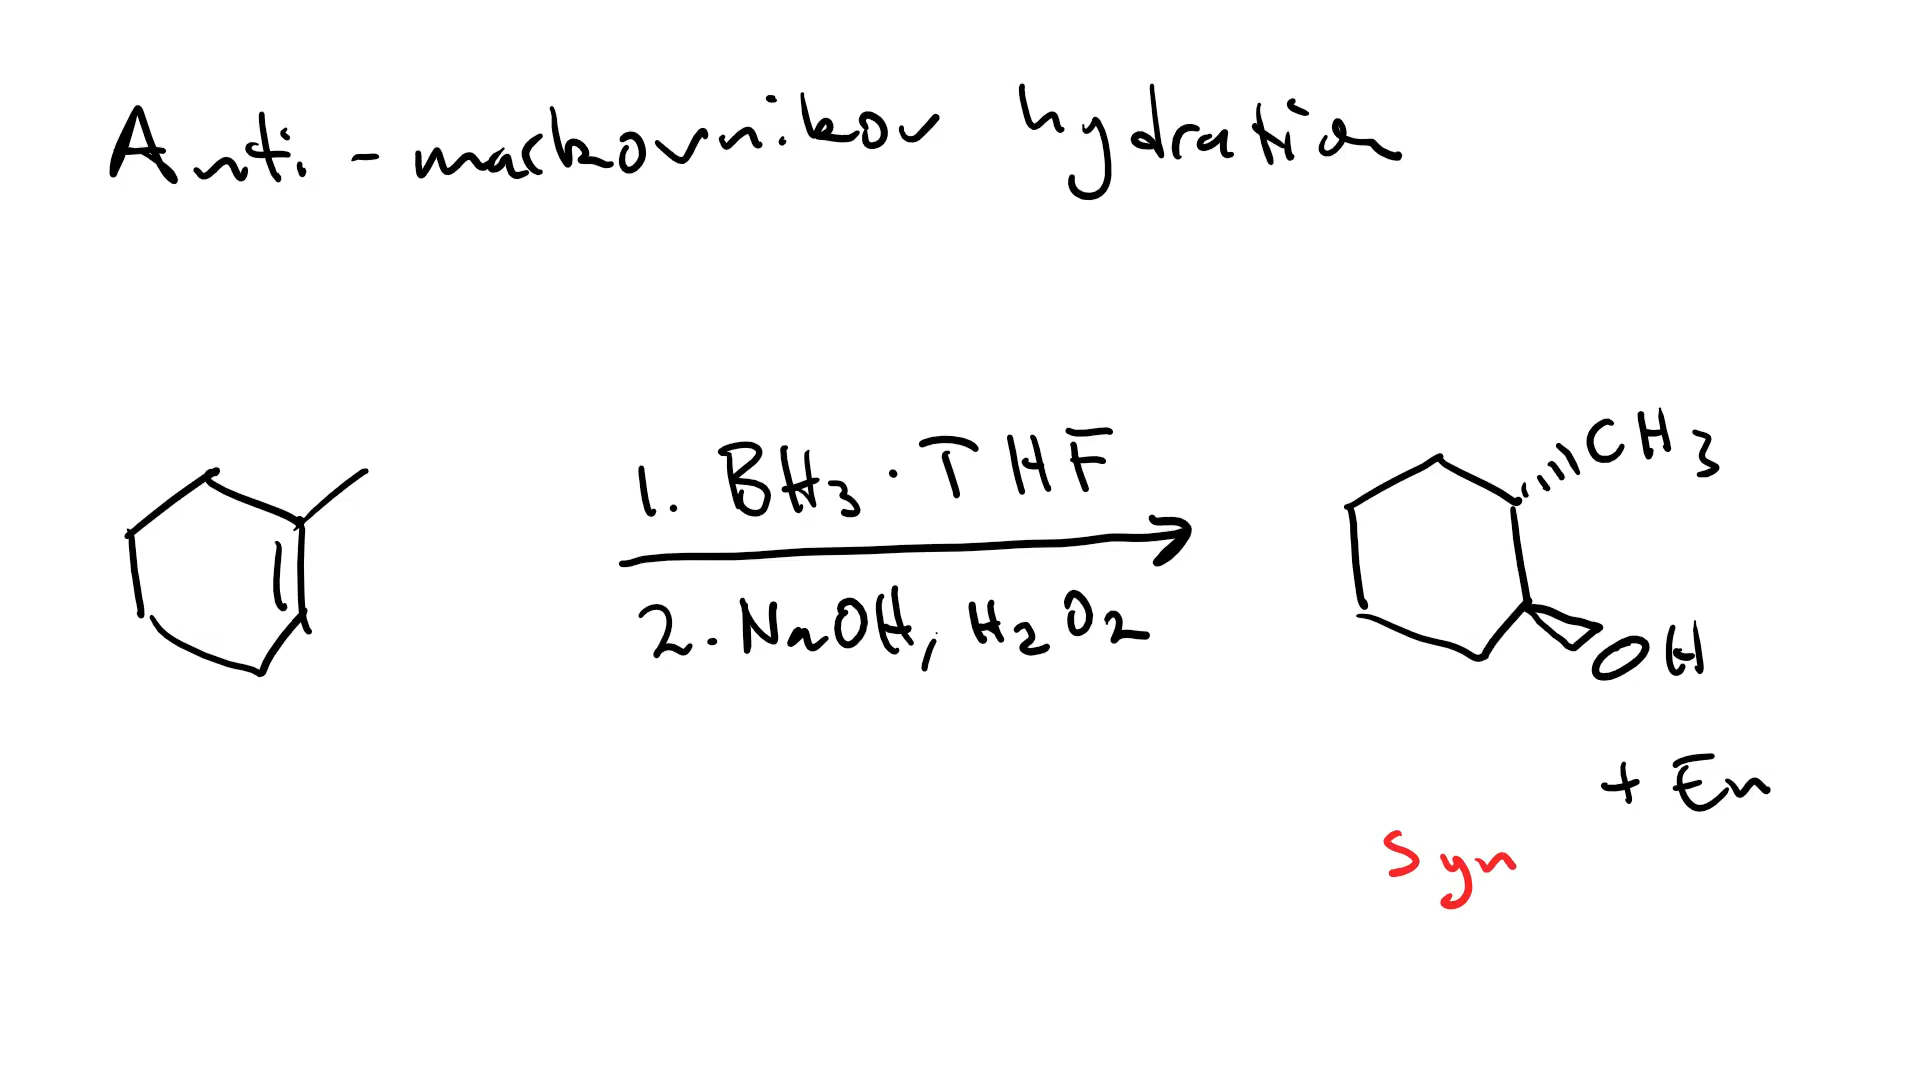 Anti-markovnikov hydration
1. BH3 · THF
2. NaOH, H2O2
CH3
OH
+ En
Syn